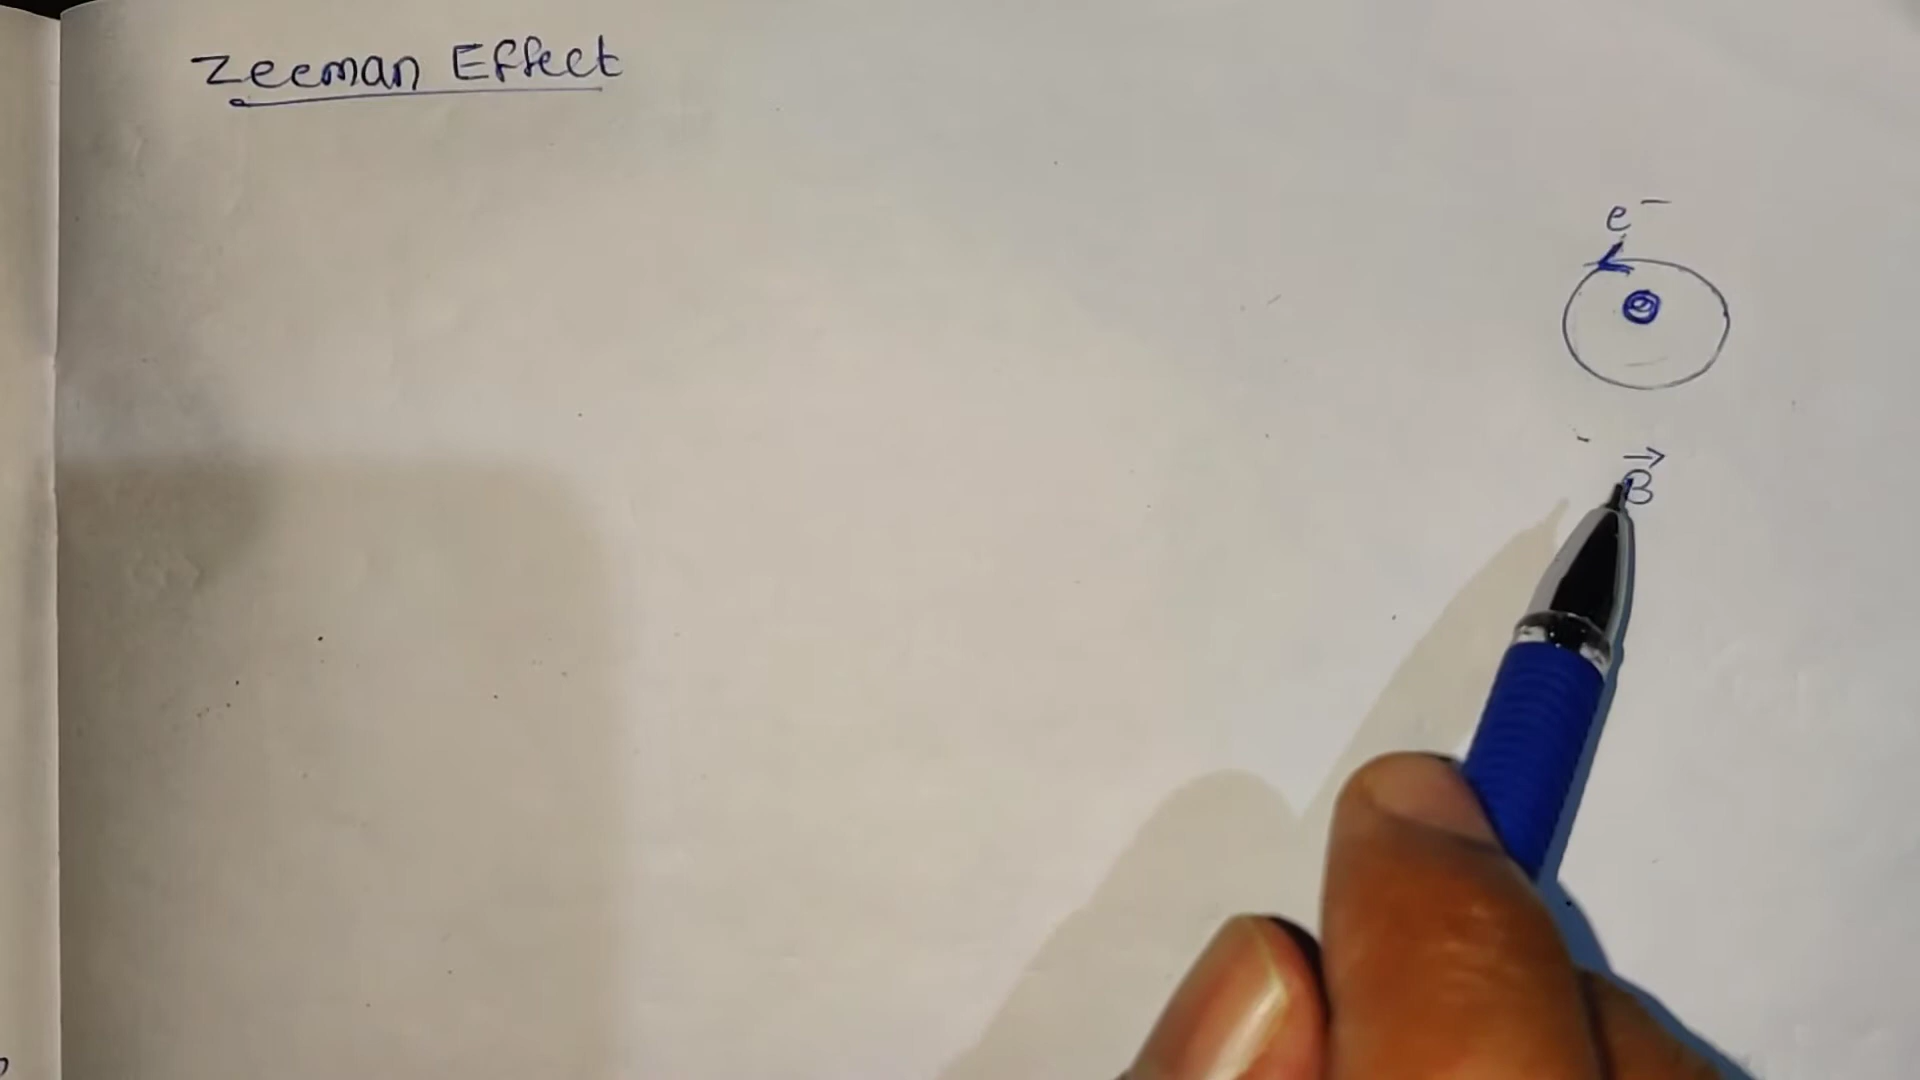 Zeeman Effect
e⁻
→
B